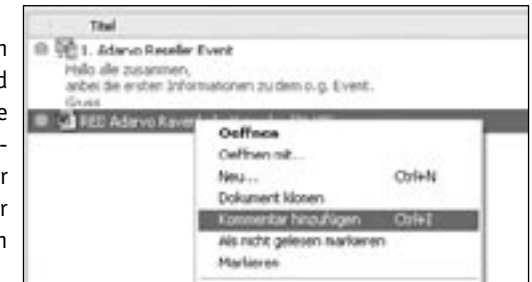 n
d
e
-
r
r
n
Titel
1. Adarvo Reseller Event
Hallo alle zusammen,
anbei die ersten Informationen zu dem o.g. Event.
Gruss
RED Adarvo
Oeffnen
Oeffnen mit...
Neu... Ctrl+N
Dokument klonen
Kommentar hinzufügen Ctrl+I
Als nicht gelesen markieren
Markieren